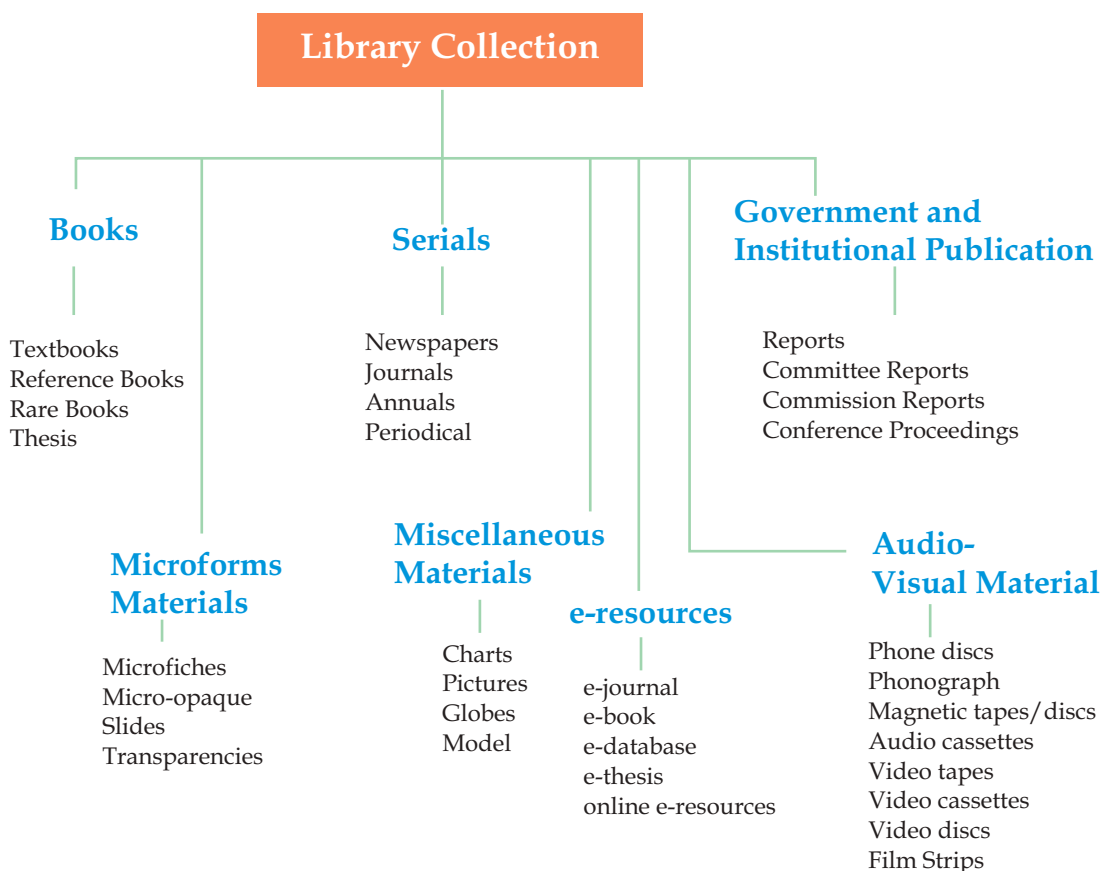 Library Collection
Books
Textbooks
Reference Books
Rare Books
Thesis
Serials
Newspapers
Journals
Annuals
Periodical
Government and
Institutional Publication
Reports
Committee Reports
Commission Reports
Conference Proceedings
Microforms
Materials
Microfiches
Micro-opaque
Slides
Transparencies
Miscellaneous
Materials
Charts
Pictures
Globes
Model
e-resources
e-journal
e-book
e-database
e-thesis
online e-resources
Audio-
Visual Material
Phone discs
Phonograph
Magnetic tapes/discs
Audio cassettes
Video tapes
Video cassettes
Video discs
Film Strips